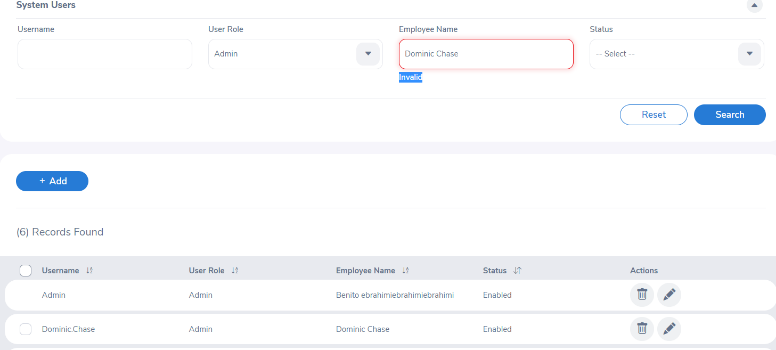 System Users
Username User Role Employee Name Status
Admin Dominic Chase -- Select --
Invalid
Reset Search
+ Add
(6) Records Found
Username User Role Employee Name Status Actions
Admin Admin Benito ebrahimiebrahimiebrahimi Enabled
Dominic.Chase Admin Dominic Chase Enabled